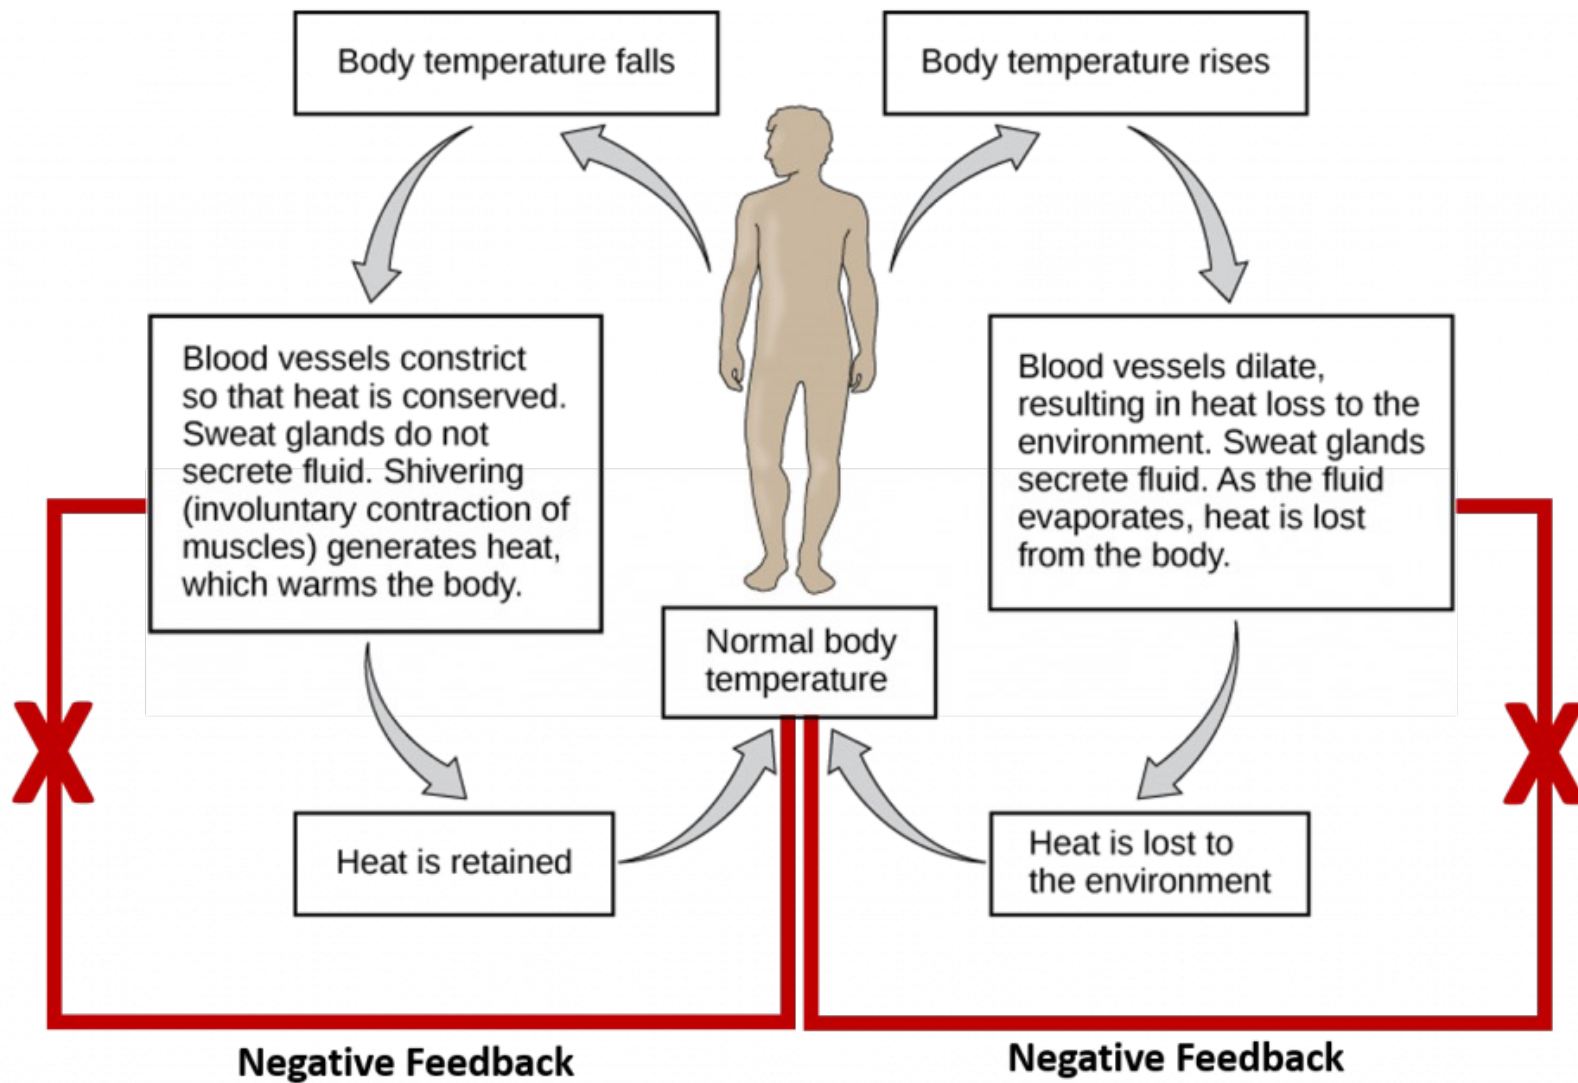 Body temperature falls
Body temperature rises
Blood vessels constrict
so that heat is conserved.
Sweat glands do not
secrete fluid. Shivering
(involuntary contraction of
muscles) generates heat,
which warms the body.
Blood vessels dilate,
resulting in heat loss to the
environment. Sweat glands
secrete fluid. As the fluid
evaporates, heat is lost
from the body.
Normal body
temperature
X
X
Heat is retained
Heat is lost to
the environment
Negative Feedback
Negative Feedback